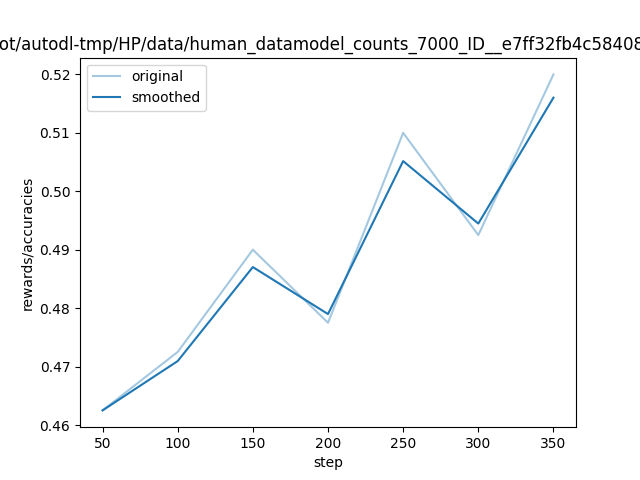 ot/autodl-tmp/HP/data/human_datamodel_counts_7000_ID__e7ff32fb4c58408
original
smoothed
rewards/accuracies
0.52
0.51
0.50
0.49
0.48
0.47
0.46
50 100 150 200 250 300 350
step